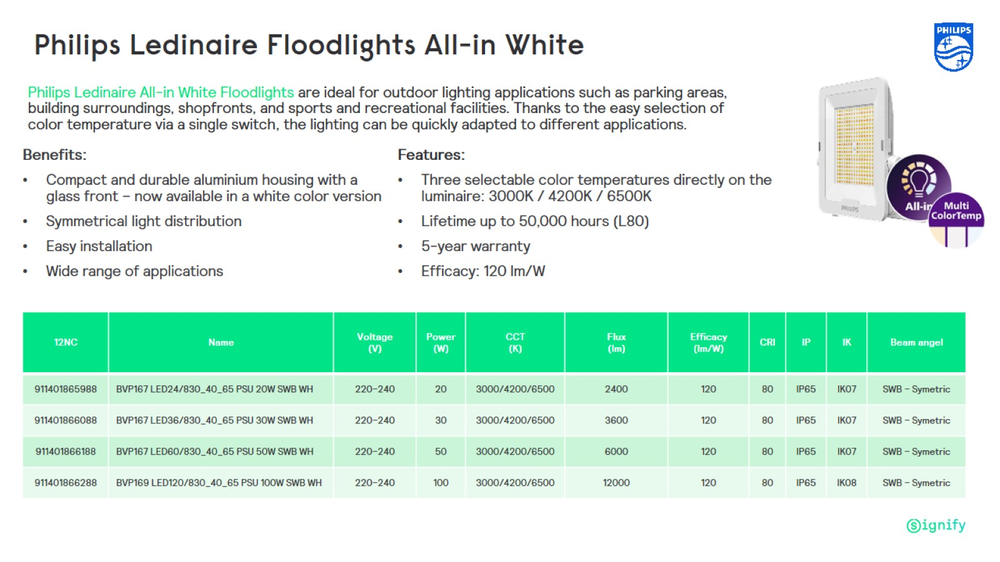 Philips Ledinaire Floodlights All-in White
PHILIPS
Philips Ledinaire All-in White Floodlights are ideal for outdoor lighting applications such as parking areas,
building surroundings, shopfronts, and sports and recreational facilities. Thanks to the easy selection of
color temperature via a single switch, the lighting can be quickly adapted to different applications.
Benefits:
• Compact and durable aluminium housing with a
glass front – now available in a white color version
• Symmetrical light distribution
• Easy installation
• Wide range of applications
Features:
• Three selectable color temperatures directly on the
luminaire: 3000K / 4200K / 6500K
• Lifetime up to 50,000 hours (L80)
• 5-year warranty
• Efficacy: 120 lm/W
PHILIPS
All-in
Multi
ColorTemp
12NC Name Voltage (V) Power (W) CCT (K) Flux (lm) Efficacy (lm/W) CRI IP IK Beam angel
911401865988 BVP167 LED24/830_40_65 PSU 20W SWB WH 220-240 20 3000/4200/6500 2400 120 80 IP65 IK07 SWB – Symetric
911401866088 BVP167 LED36/830_40_65 PSU 30W SWB WH 220-240 30 3000/4200/6500 3600 120 80 IP65 IK07 SWB – Symetric
911401866188 BVP167 LED60/830_40_65 PSU 50W SWB WH 220-240 50 3000/4200/6500 6000 120 80 IP65 IK07 SWB – Symetric
911401866288 BVP169 LED120/830_40_65 PSU 100W SWB WH 220-240 100 3000/4200/6500 12000 120 80 IP65 IK08 SWB – Symetric
Signify